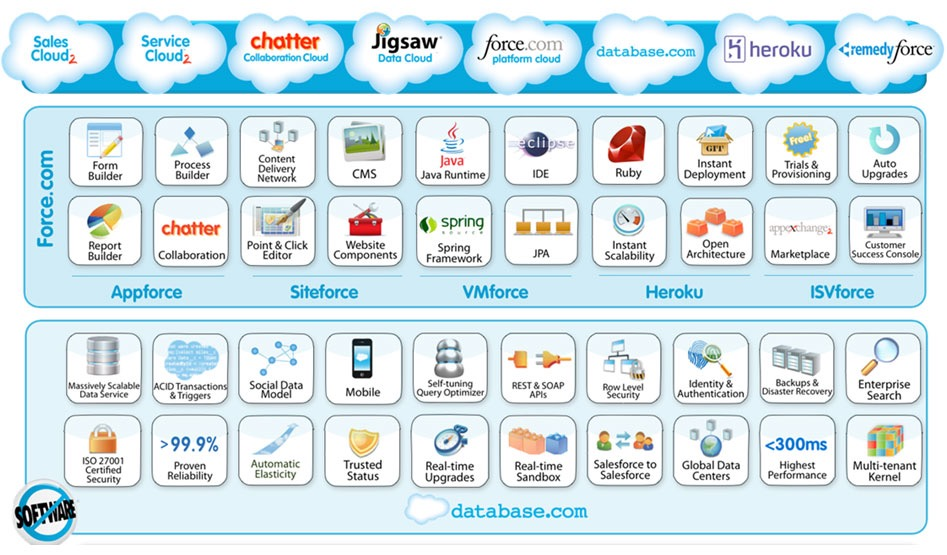 Sales
Cloud2
Service
Cloud2
chatter
Collaboration Cloud
Jigsaw
Data Cloud
force.com
platform cloud
database.com
heroku
remedyforce
Force.com
Form
Builder
Process
Builder
Content
Delivery
Network
CMS
Java
Java Runtime
eclipse
IDE
Ruby
GIT
Instant
Deployment
Free!
Trials &
Provisioning
Auto
Upgrades
Report
Builder
chatter
Collaboration
Point & Click
Editor
Website
Components
spring
source
Spring
Framework
JPA
Instant
Scalability
Open
Architecture
appexchange2
Marketplace
Customer
Success Console
Appforce
Siteforce
VMforce
Heroku
ISVforce
Massively Scalable
Data Service
ACID Transactions
& Triggers
Social Data
Model
Mobile
Self-tuning
Query Optimizer
REST & SOAP
APIs
Row Level
Security
Identity &
Authentication
Backups &
Disaster Recovery
Enterprise
Search
ISO 27001
Certified
Security
>99.9%
Proven
Reliability
Automatic
Elasticity
Trusted
Status
Real-time
Upgrades
Real-time
Sandbox
Salesforce to
Salesforce
Global Data
Centers
<300ms
Highest
Performance
Multi-tenant
Kernel
SOFTWARE
database.com